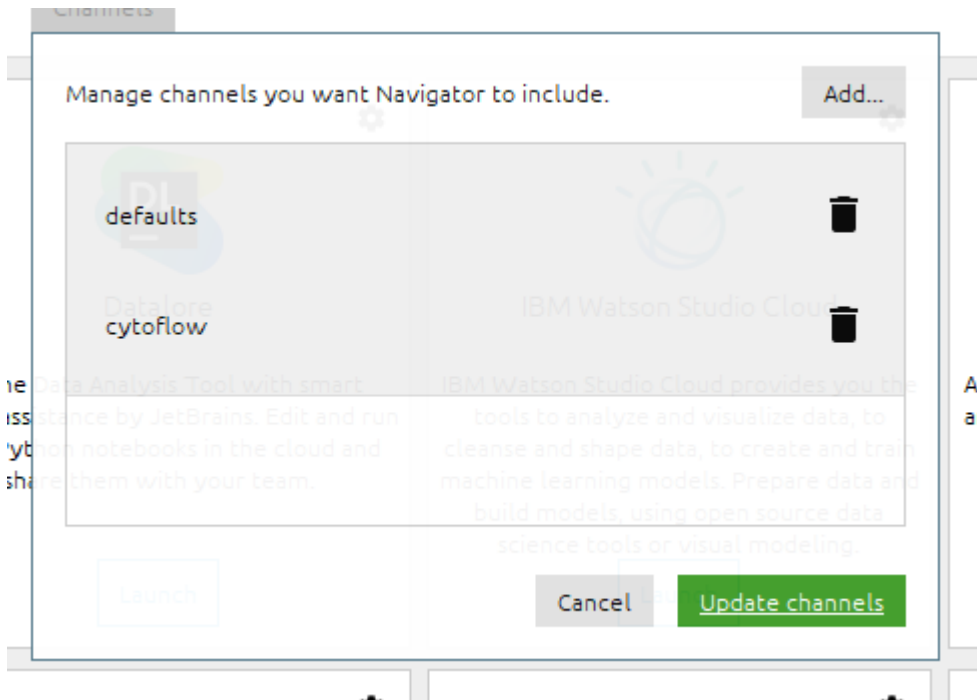 Channels
Manage channels you want Navigator to include.
Add...
defaults
cytoflow
Datalore
IBM Watson Studio Cloud
Data Analysis Tool with smart
assistance by JetBrains. Edit and run
Python notebooks in the cloud and
share them with your team.
IBM Watson Studio Cloud provides you the
tools to analyze and visualize data, to
cleanse and shape data, to create and train
machine learning models. Prepare data and
build models, using open source data
science tools or visual modeling.
Launch
Cancel
Update channels